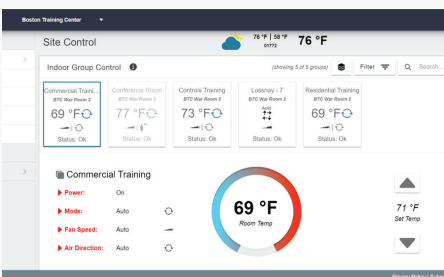 Boston Training Center
Site Control
76 °F | 58 °F
01772
76 °F
Indoor Group Control
(showing 5 of 5 groups)
Filter
Search...
Commercial Traini...
BTC War Room 2
69 °F
Status: Ok
Conference Room
BTC War Room 2
77 °F
Status: Ok
Controls Training
BTC War Room 2
73 °F
Status: Ok
Lossnay - 7
BTC War Room 2
Auto
Status: Ok
Residential Training
BTC War Room 2
69 °F
Status: Ok
Commercial Training
Power: On
Mode: Auto
Fan Speed: Auto
Air Direction: Auto
69 °F
Room Temp
71 °F
Set Temp
Privacy Policy